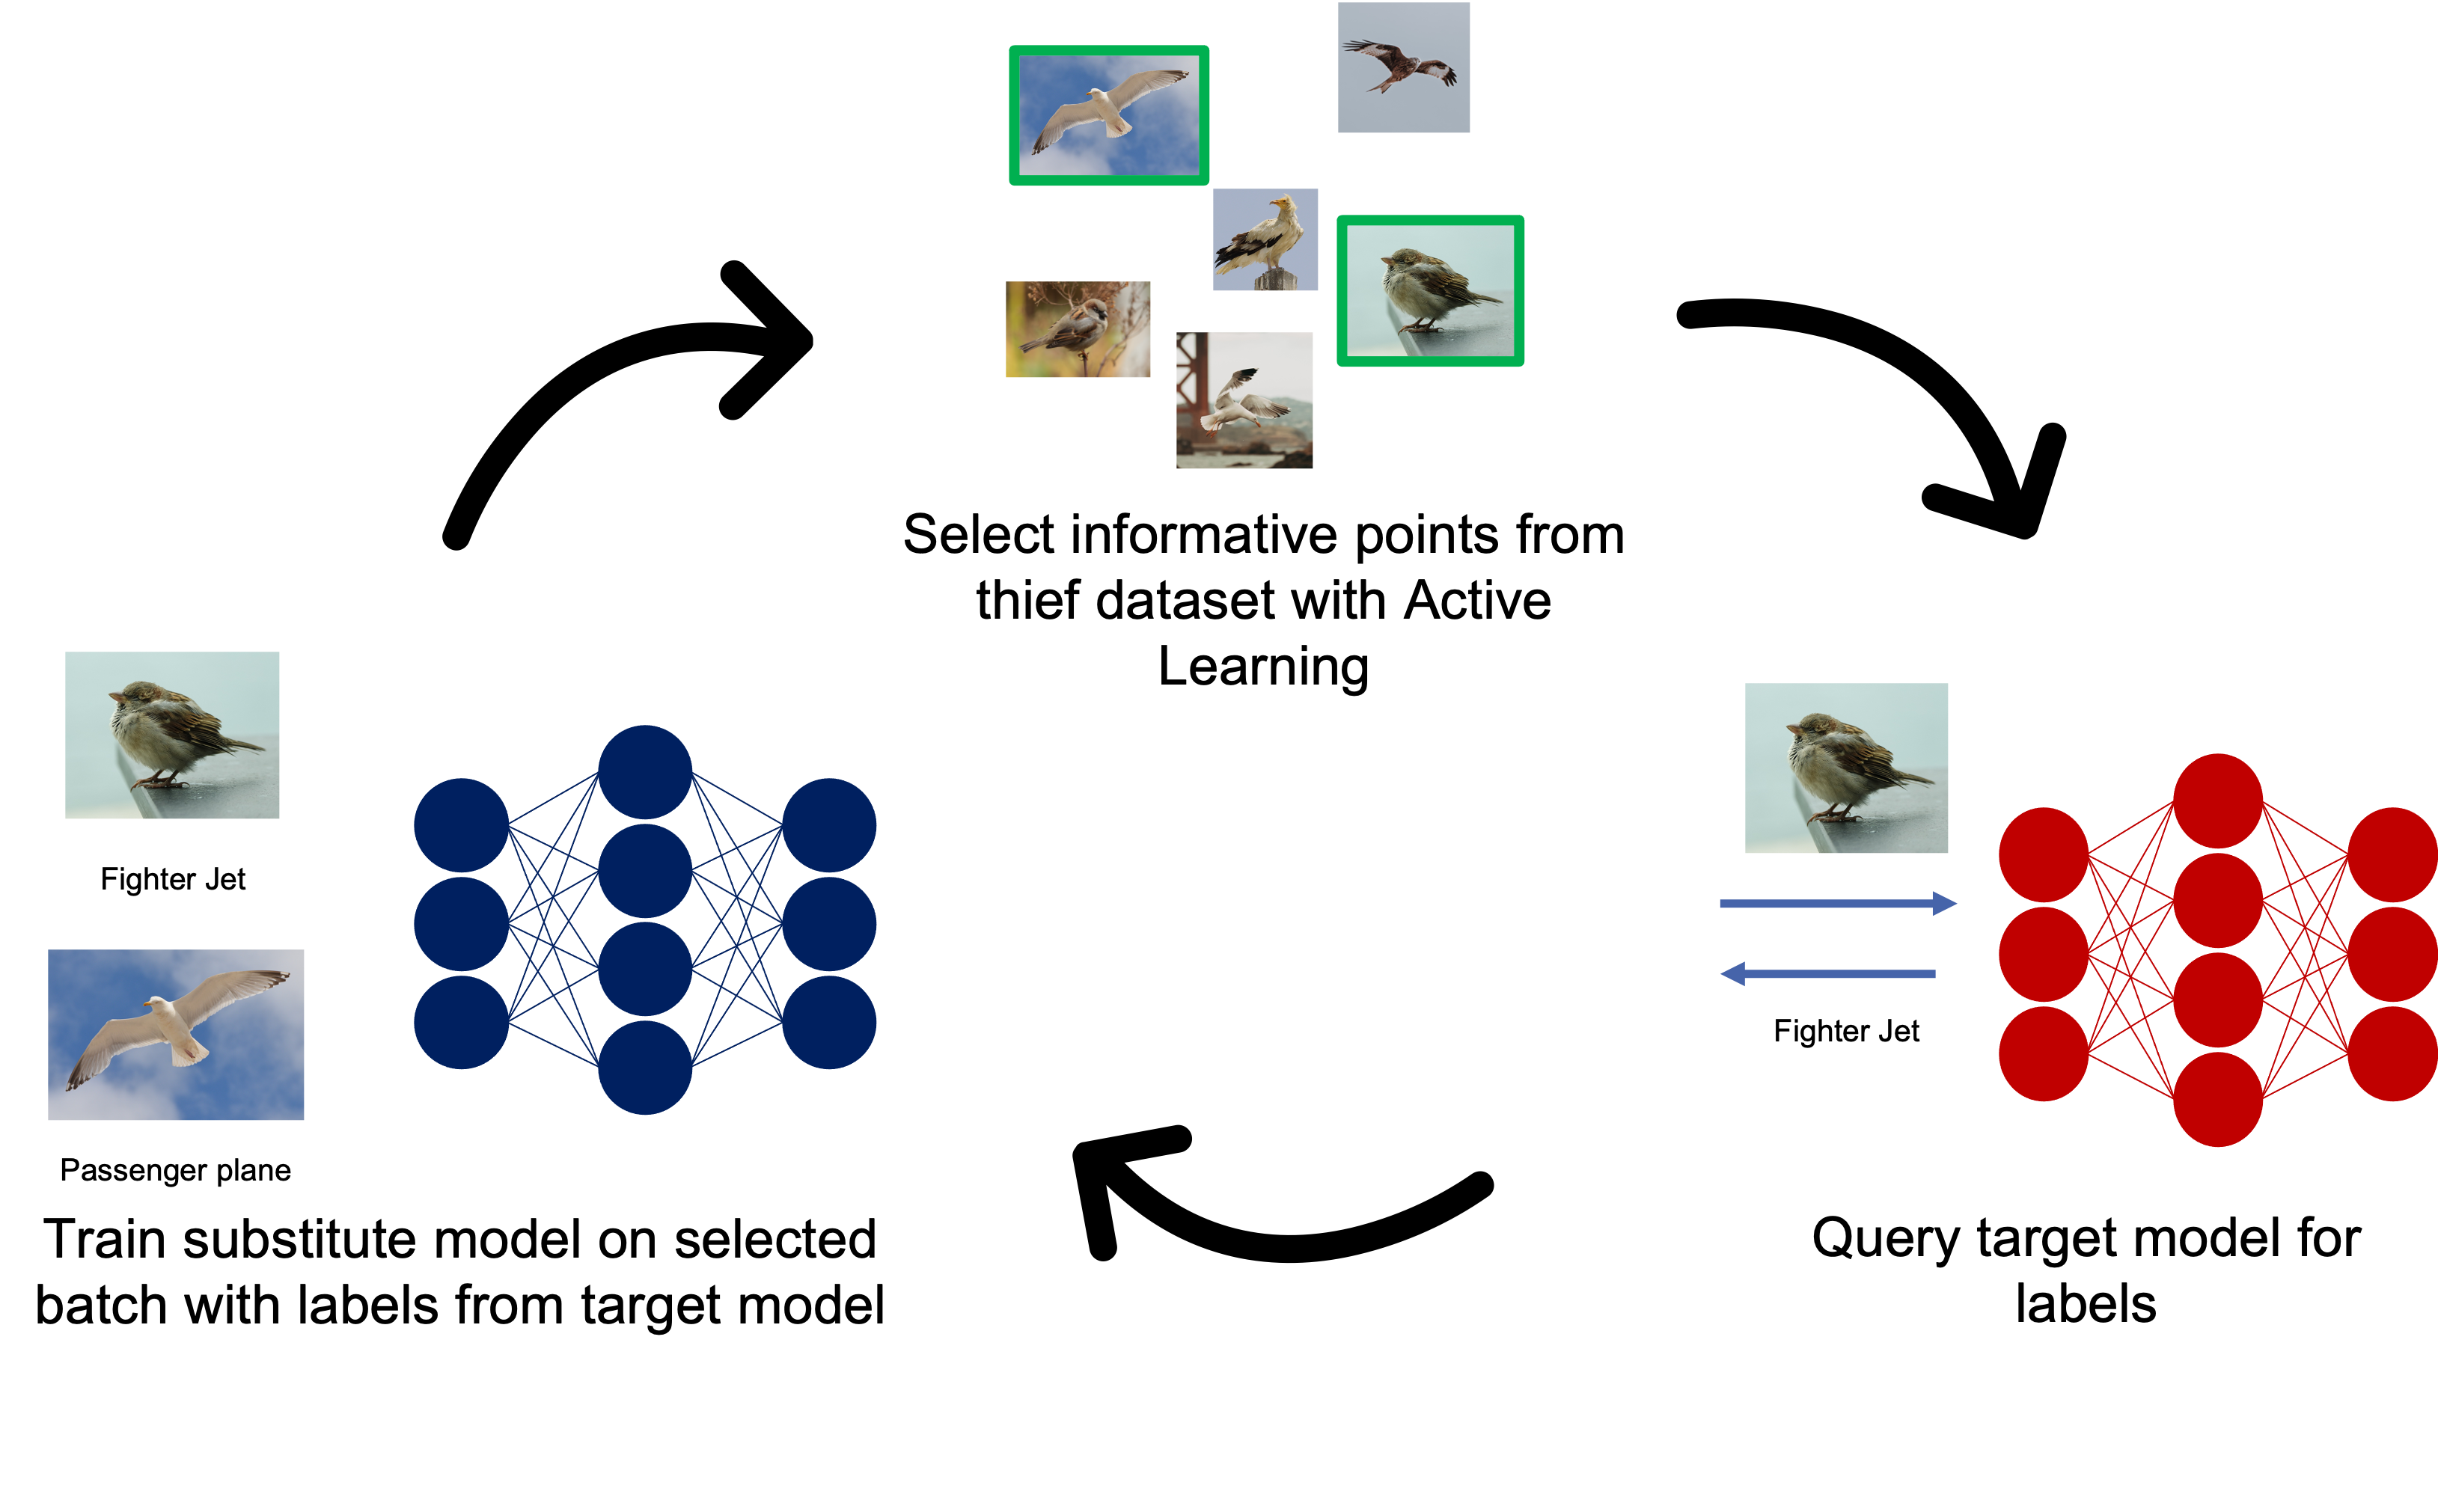 Select informative points from
thief dataset with Active
Learning
Fighter Jet
Passenger plane
Train substitute model on selected
batch with labels from target model
Fighter Jet
Query target model for
labels